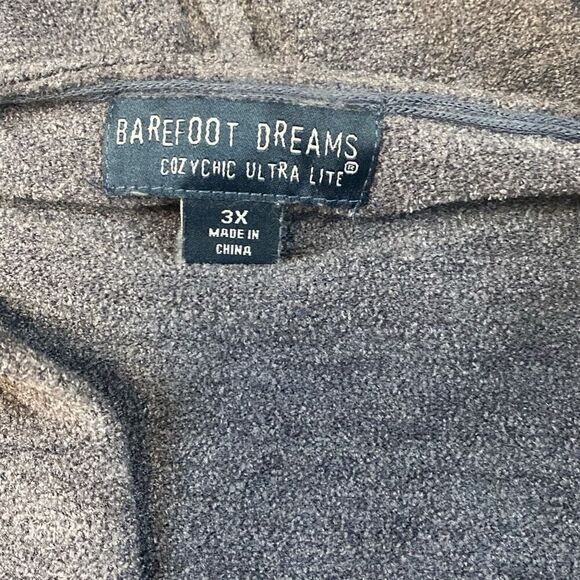 BAREFOOT DREAMS
COZYCHIC ULTRA LITE®
3X
MADE IN
CHINA